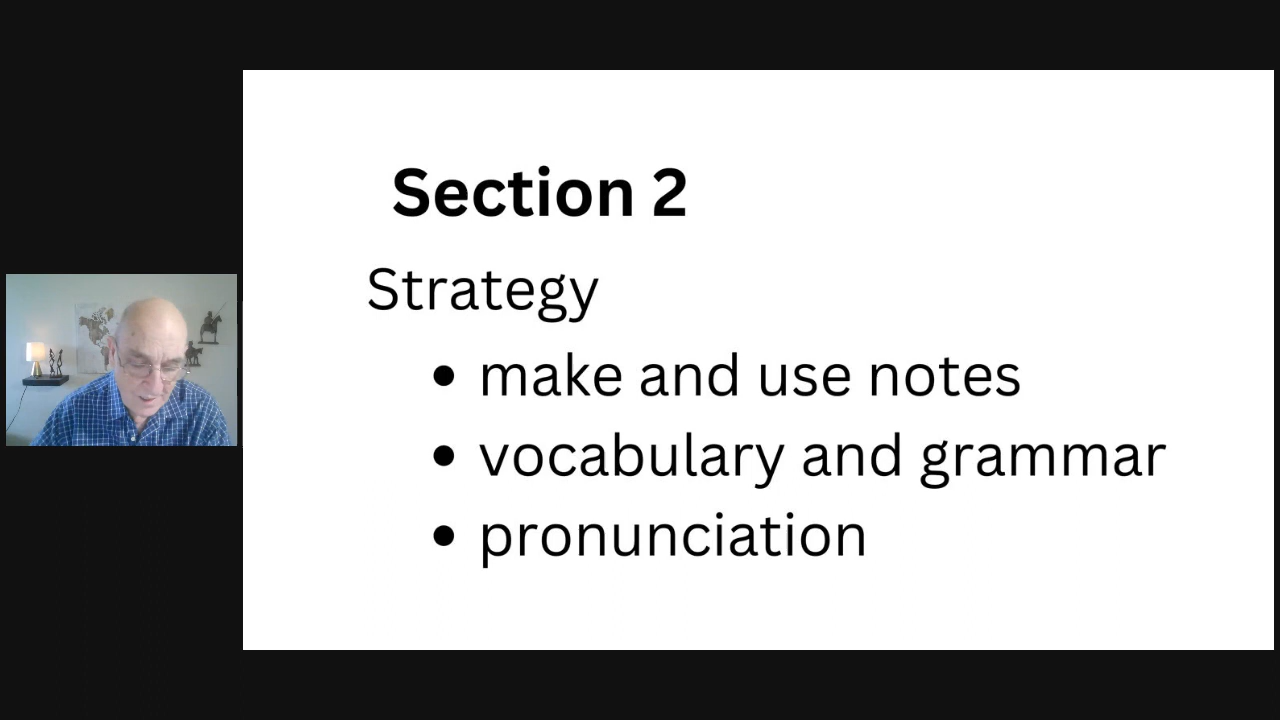 Section 2
Strategy
make and use notes
vocabulary and grammar
pronunciation